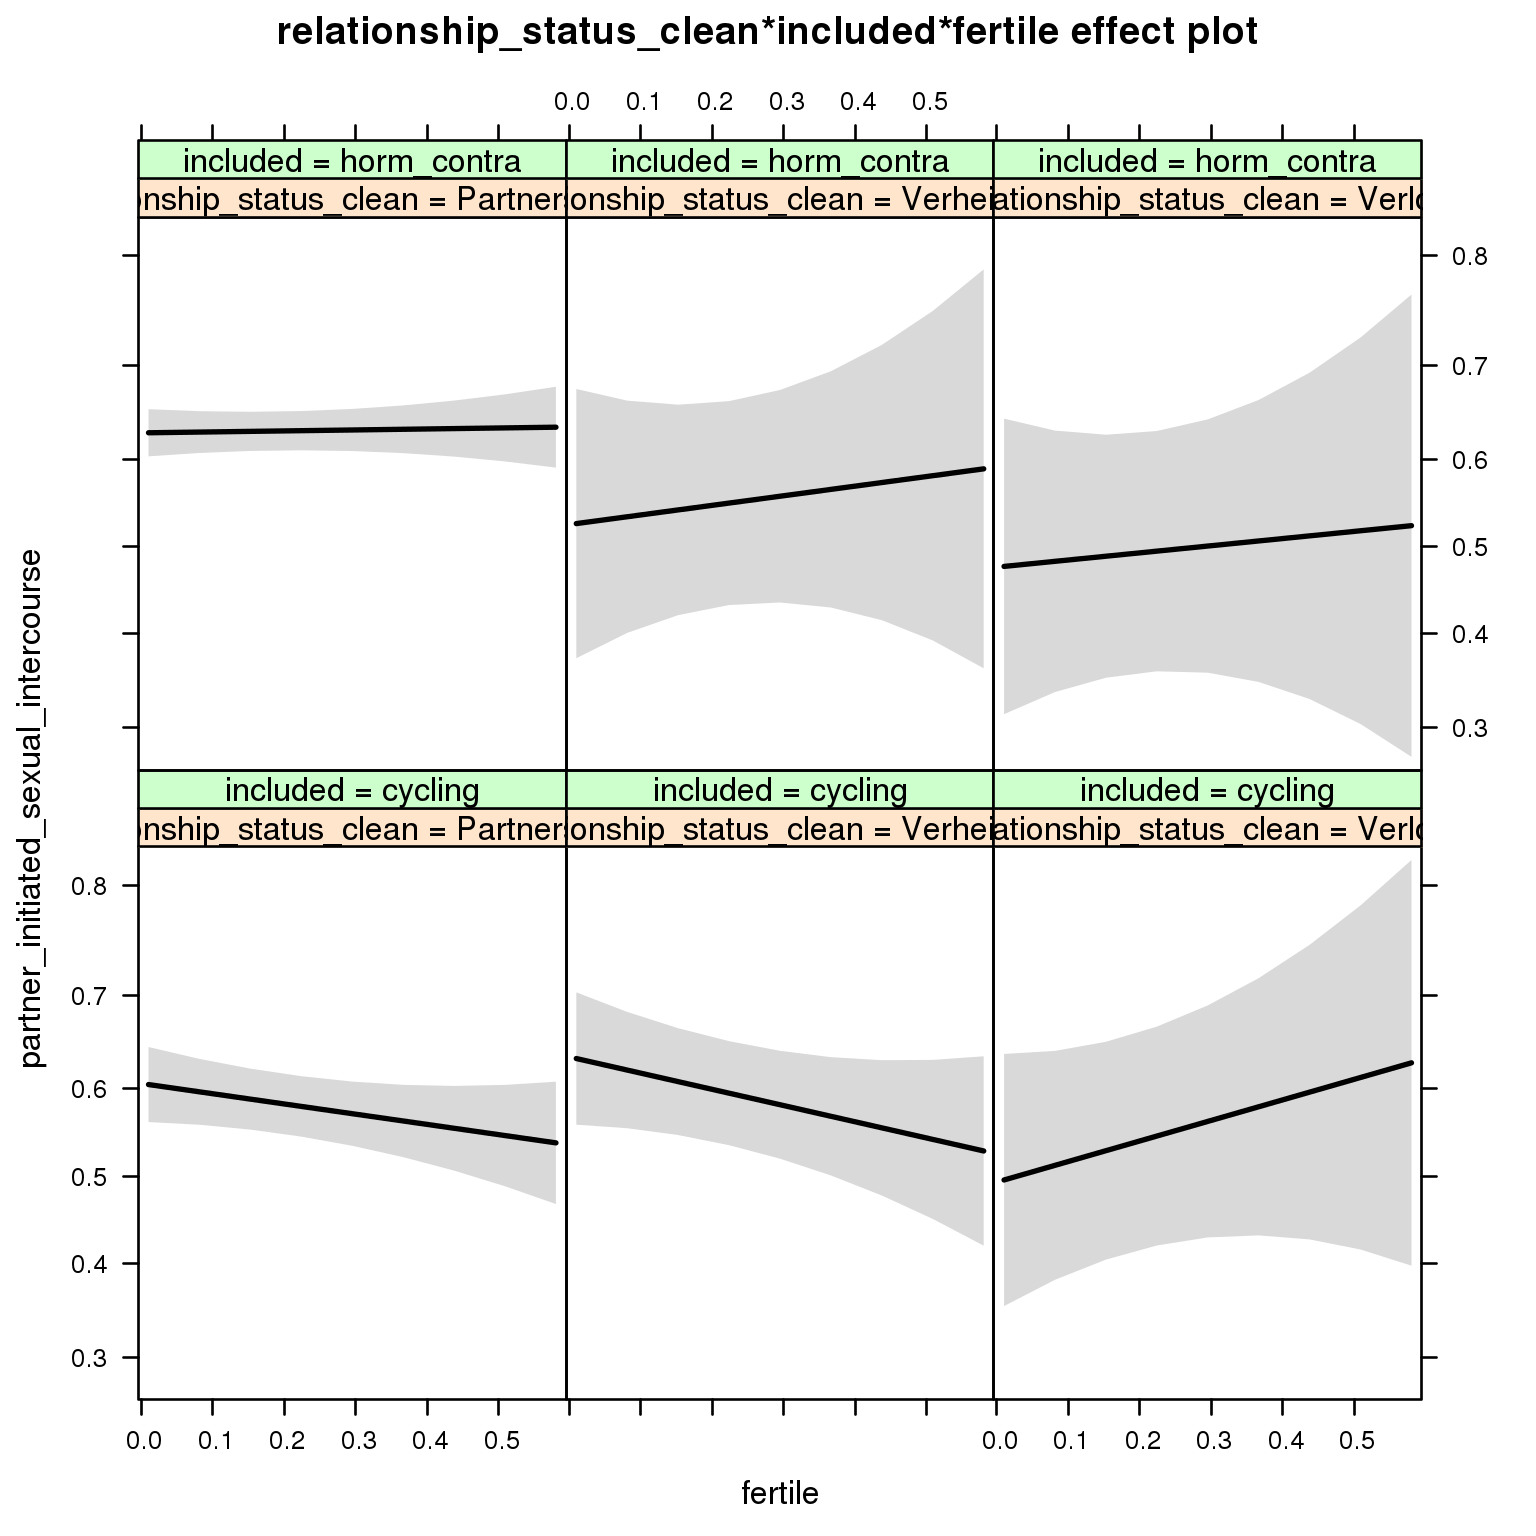 relationship_status_clean*included*fertile effect plot
0.0 0.1 0.2 0.3 0.4 0.5
included = horm_contra included = horm_contra included = horm_contra
onship_status_clean = Partners onship_status_clean = Verhei ationship_status_clean = Verlo
0.8
0.7
0.6
0.5
0.4
0.3
partner_initiated_sexual_intercourse
included = cycling included = cycling included = cycling
onship_status_clean = Partners onship_status_clean = Verhei ationship_status_clean = Verlo
0.8
0.7
0.6
0.5
0.4
0.3
0.0 0.1 0.2 0.3 0.4 0.5 0.0 0.1 0.2 0.3 0.4 0.5
fertile